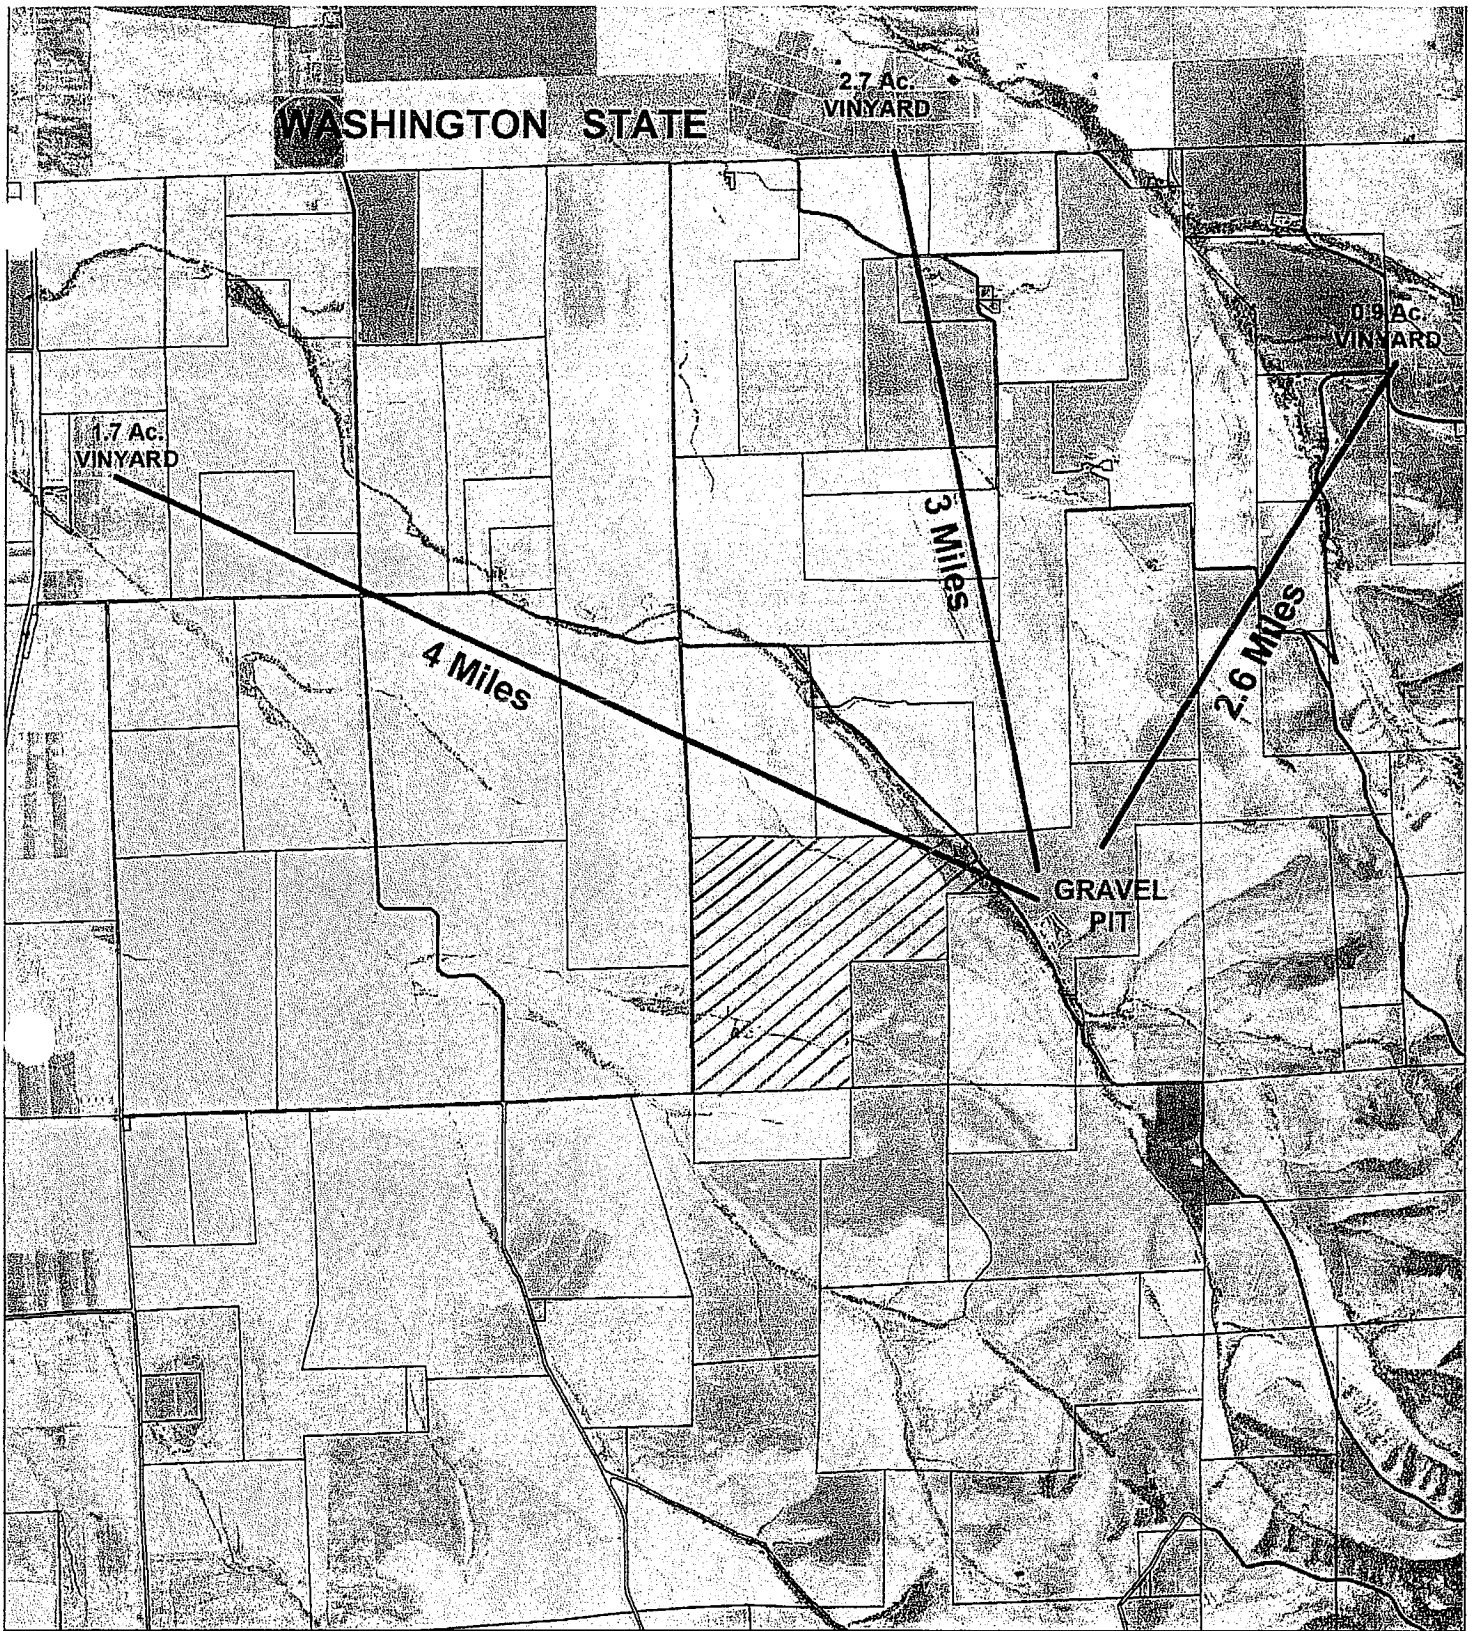 2.7 Ac.
VINYARD
WASHINGTON STATE
0.9 Ac.
VINYARD
1.7 Ac.
VINYARD
3 Miles
2.6 Miles
4 Miles
GRAVEL
PIT